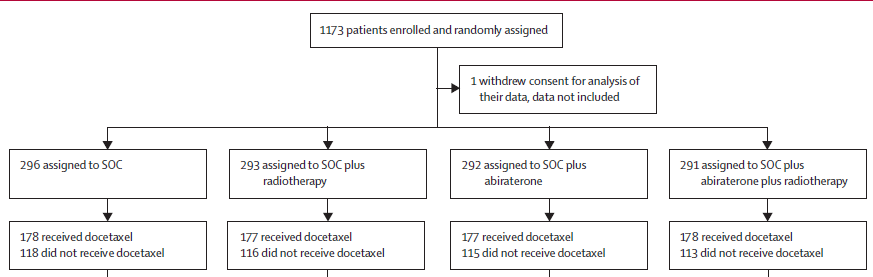 1173 patients enrolled and randomly assigned
1 withdrew consent for analysis of
their data, data not included
296 assigned to SOC
293 assigned to SOC plus
radiotherapy
292 assigned to SOC plus
abiraterone
291 assigned to SOC plus
abiraterone plus radiotherapy
178 received docetaxel
118 did not receive docetaxel
177 received docetaxel
116 did not receive docetaxel
177 received docetaxel
115 did not receive docetaxel
178 received docetaxel
113 did not receive docetaxel